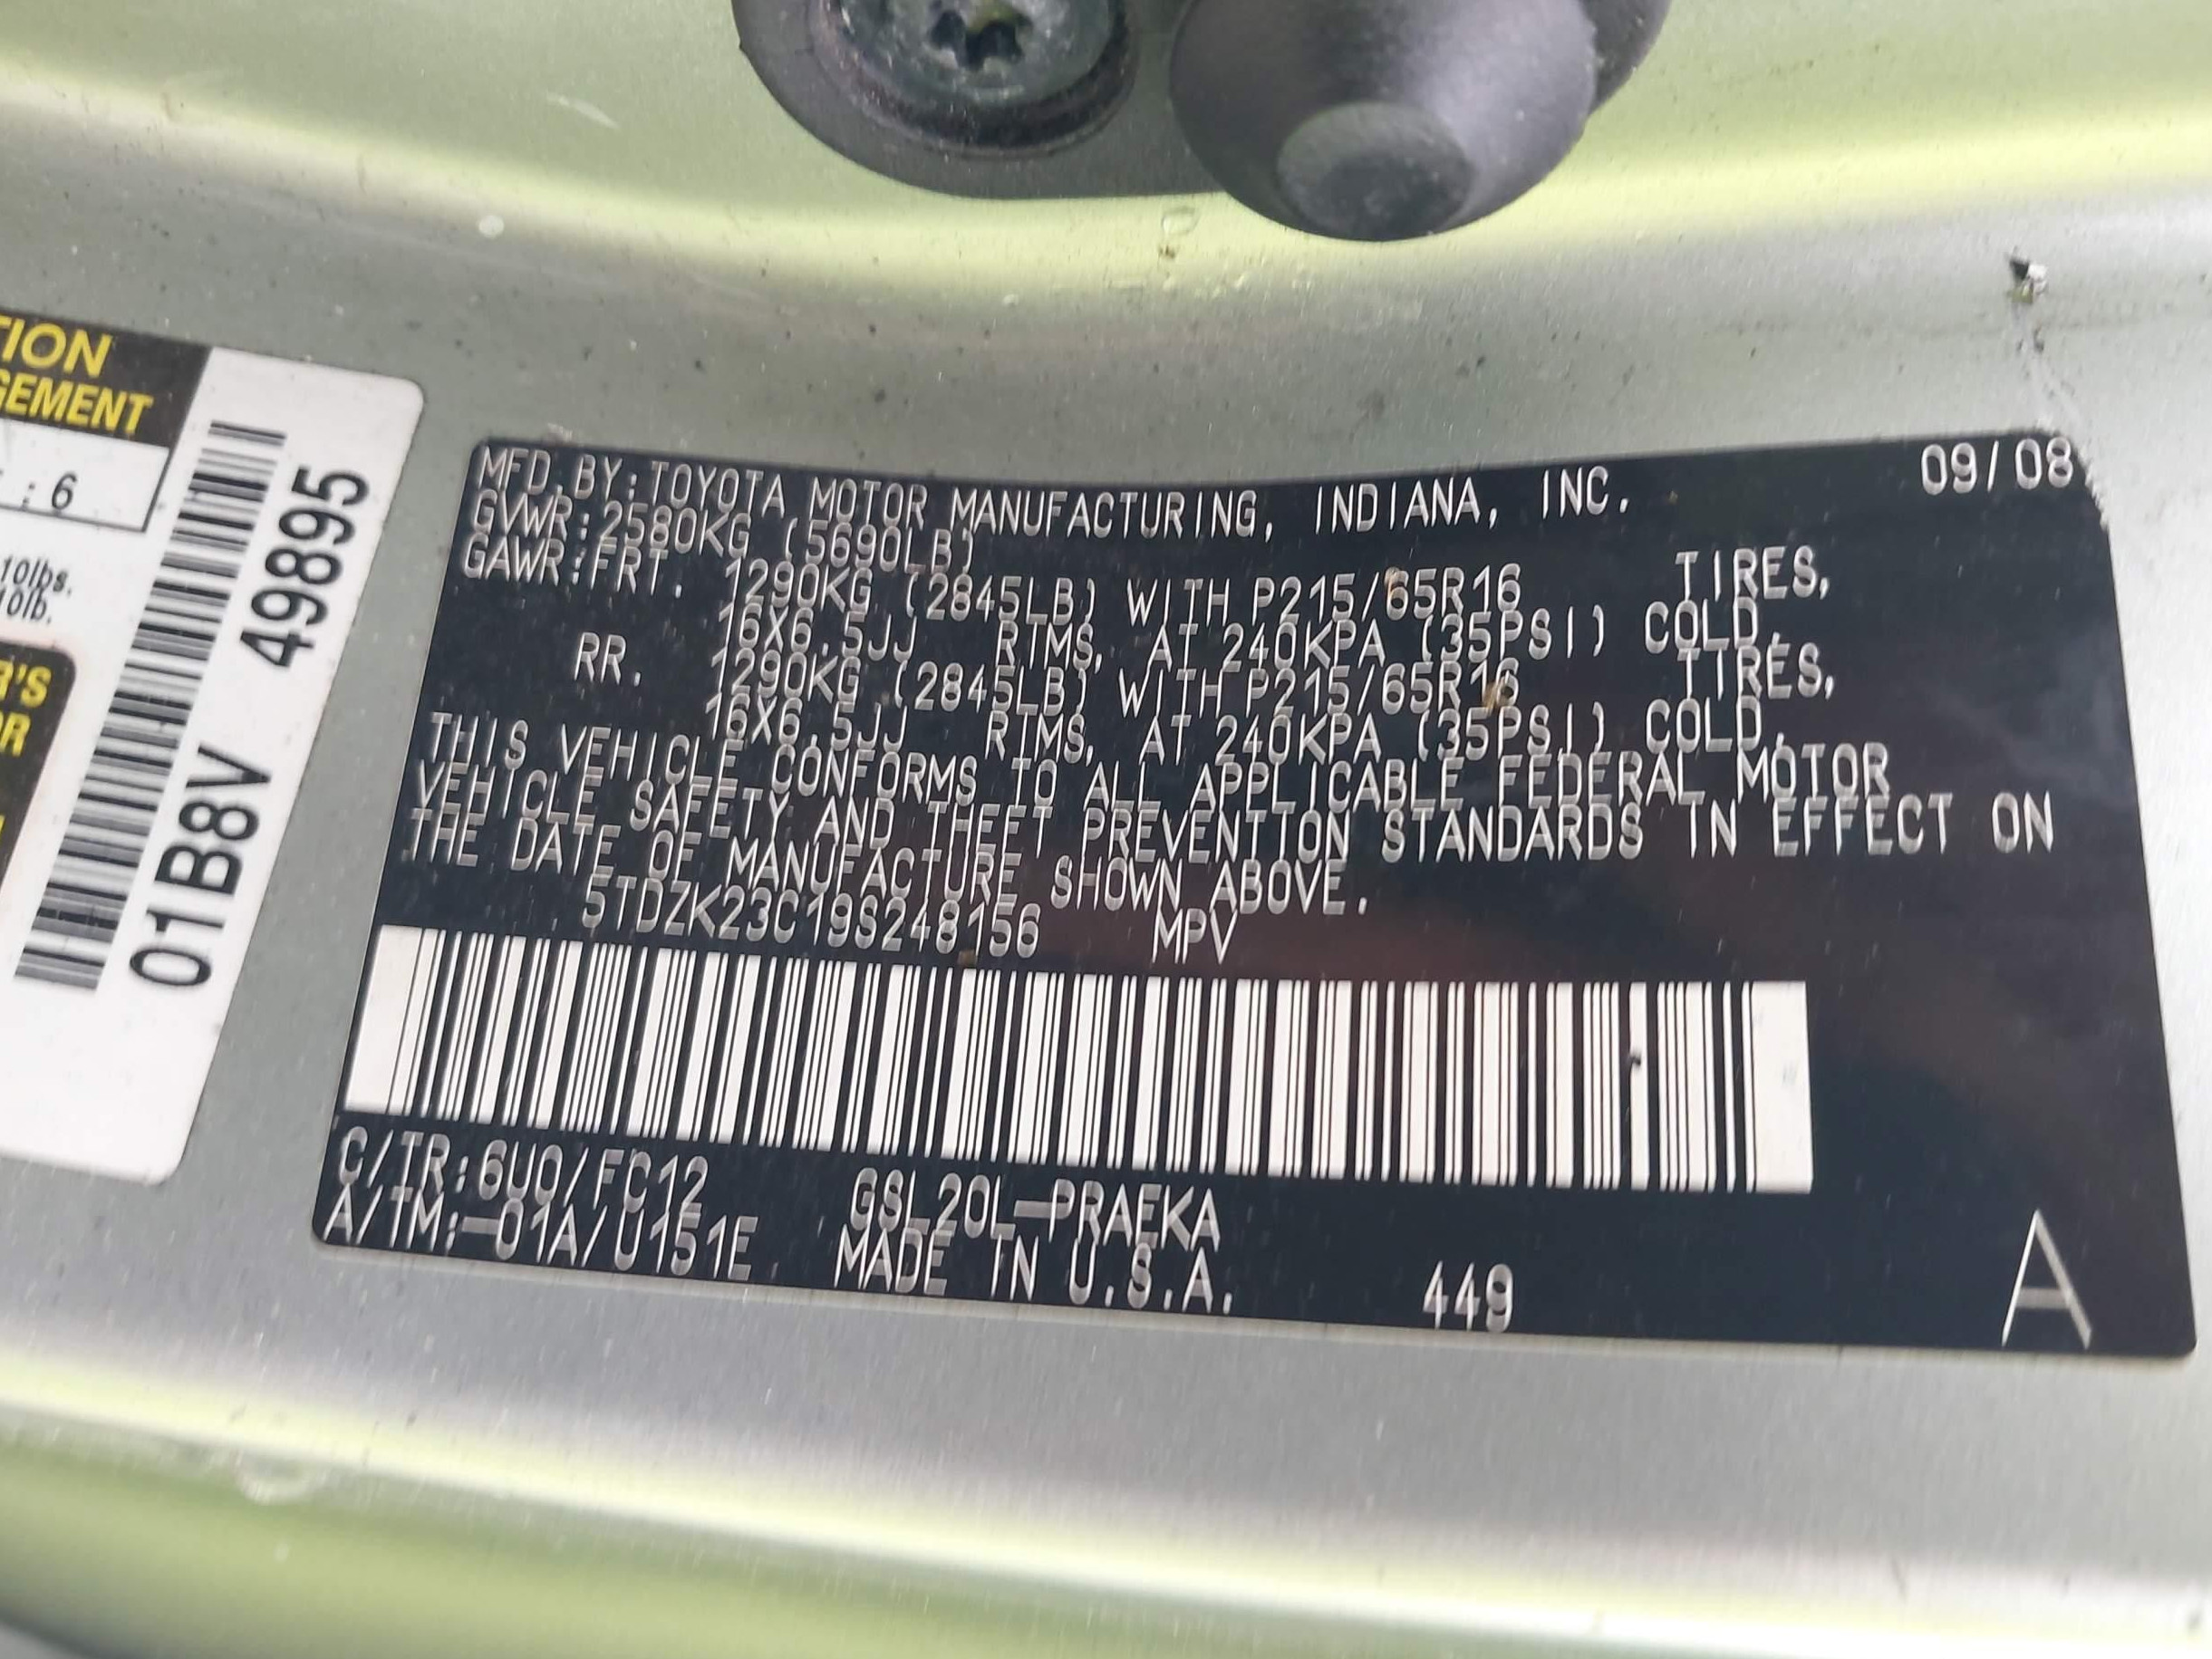 TION
GEMENT
: 6
10lbs.
10lb.
R'S
OR
01B8V 49895
MFD. BY: TOYOTA MOTOR MANUFACTURING, INDIANA, INC. 09/08
GVWR: 2580KG (5690LB)
GAWR: FRT. 1290KG (2845LB) WITH P215/65R16 TIRES,
16X6.5JJ RIMS, AT 240KPA (35PSI) COLD.
RR. 1290KG (2845LB) WITH P215/65R16 TIRES,
16X6.5JJ RIMS, AT 240KPA (35PSI) COLD.
THIS VEHICLE CONFORMS TO ALL APPLICABLE FEDERAL MOTOR
VEHICLE SAFETY AND THEFT PREVENTION STANDARDS IN EFFECT ON
THE DATE OF MANUFACTURE SHOWN ABOVE.
5TDZK23C19S248156 MPV
C/TR: 6U0/FC12 GSL20L-PRAEKA
A/TM: -01A/U151E MADE IN U.S.A. 449 A